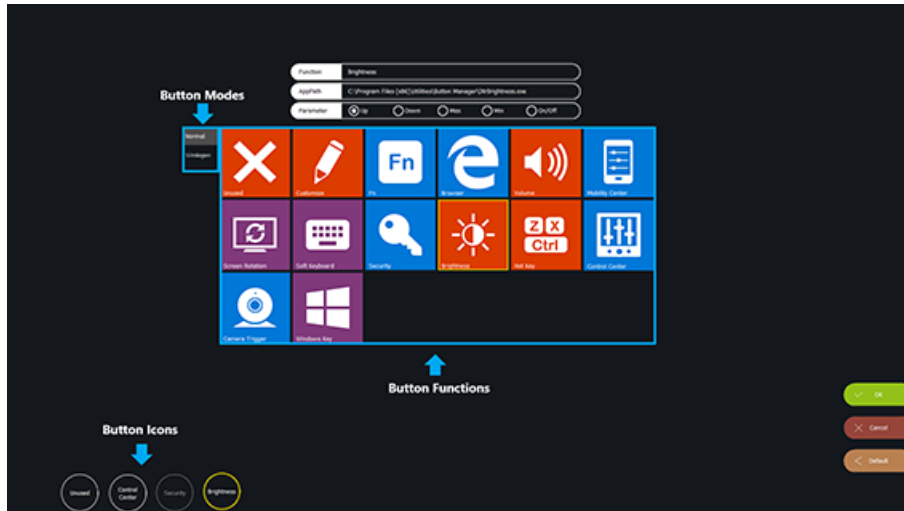 Function Brightness
AppPath C:\Program Files (x86)\Utilities\Button Manager\BtBrightness.exe
Parameter Up Down Max Min On/Off
Button Modes
Normal
Winlogon
Unused Customize Fn Browser Volume Mobility Center
Fn
Screen Rotation Soft Keyboard Security Brightness Hot Key Control Center
Z X
Ctrl
Camera Trigger Windows Key
Button Functions
OK
Cancel
Default
Button Icons
Unused
Control Center
Security
Brightness